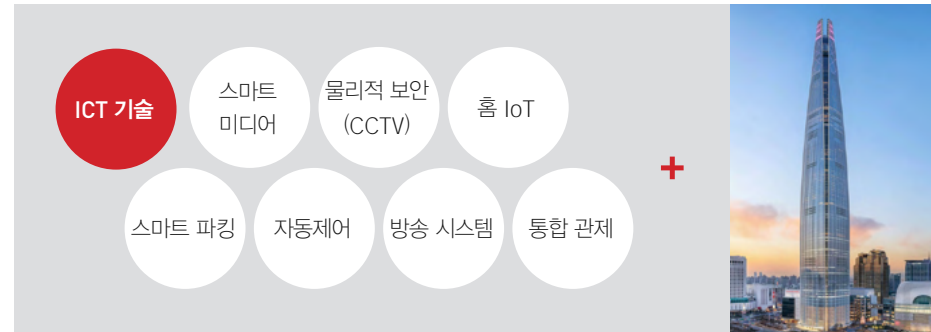 ICT 기술
스마트
미디어
물리적 보안
(CCTV)
홈 IoT
+
스마트 파킹
자동제어
방송 시스템
통합 관제